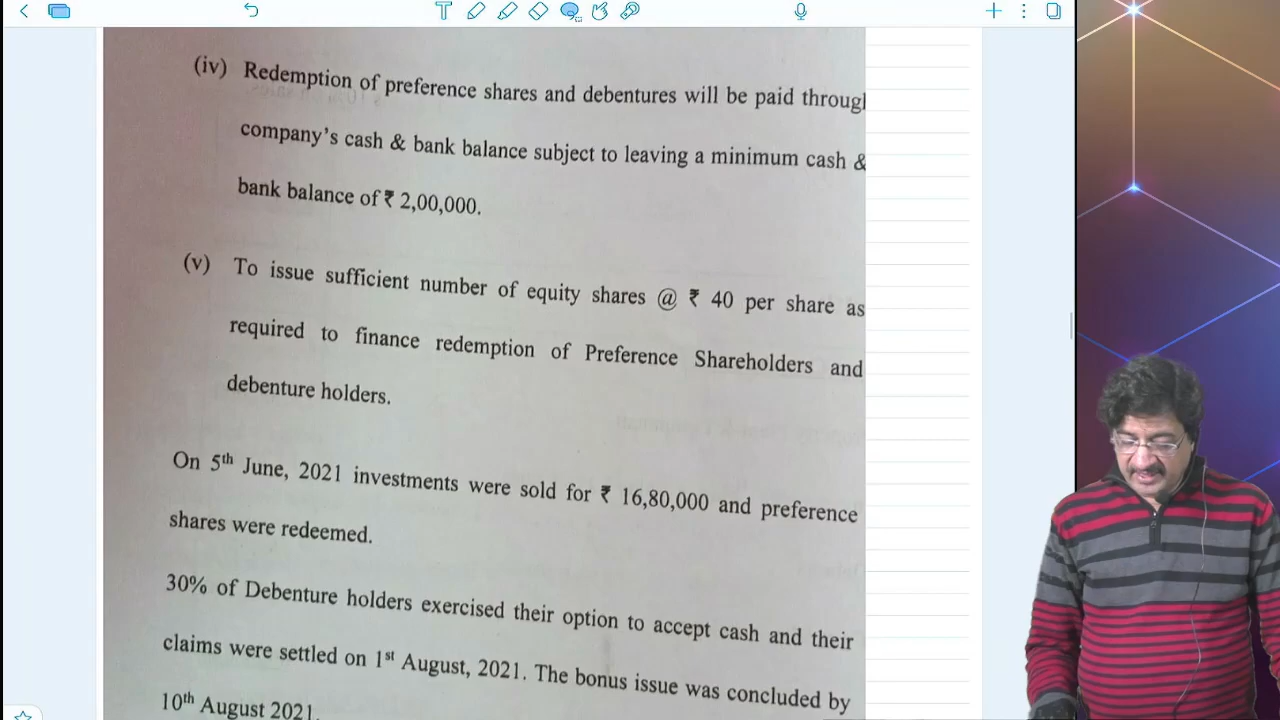 (iv) Redemption of preference shares and debentures will be paid through
company's cash & bank balance subject to leaving a minimum cash &
bank balance of ₹ 2,00,000.
(v) To issue sufficient number of equity shares @ ₹ 40 per share as
required to finance redemption of Preference Shareholders and
debenture holders.
On 5th June, 2021 investments were sold for ₹ 16,80,000 and preference
shares were redeemed.
30% of Debenture holders exercised their option to accept cash and their
claims were settled on 1st August, 2021. The bonus issue was concluded by
10th August 2021.